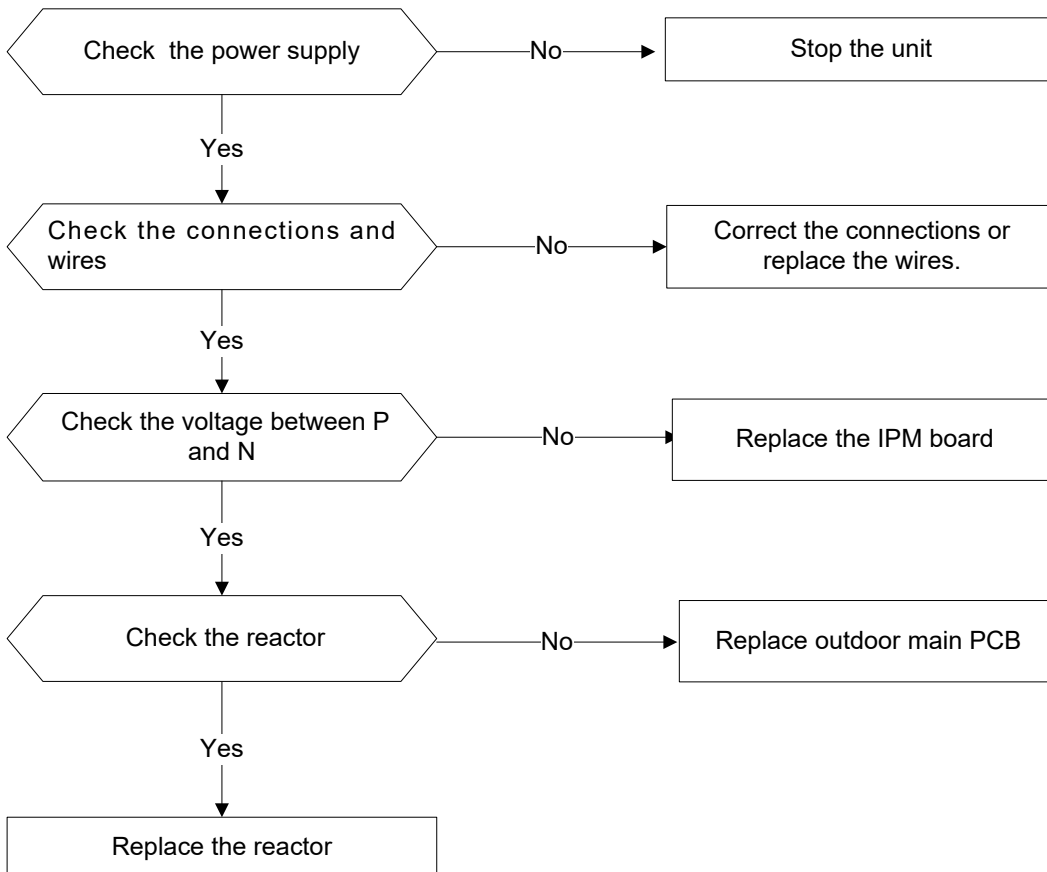 Check the power supply
No
Stop the unit
Yes
Check the connections and
wires
No
Correct the connections or
replace the wires.
Yes
Check the voltage between P
and N
No
Replace the IPM board
Yes
Check the reactor
No
Replace outdoor main PCB
Yes
Replace the reactor